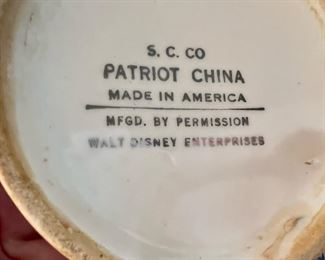 S. C. CO
PATRIOT CHINA
MADE IN AMERICA
MFGD. BY PERMISSION
WALT DISNEY ENTERPRISES